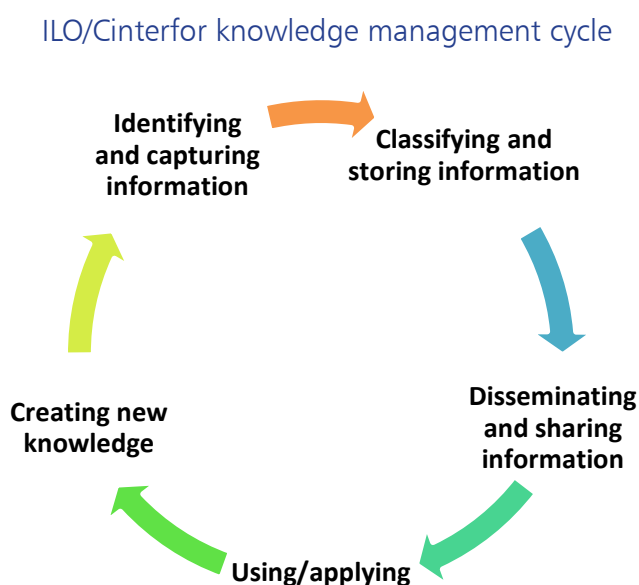 ILO/Cinterfor knowledge management cycle
Identifying
and capturing
information
Classifying and
storing information
Disseminating
and sharing
information
Using/applying
Creating new
knowledge